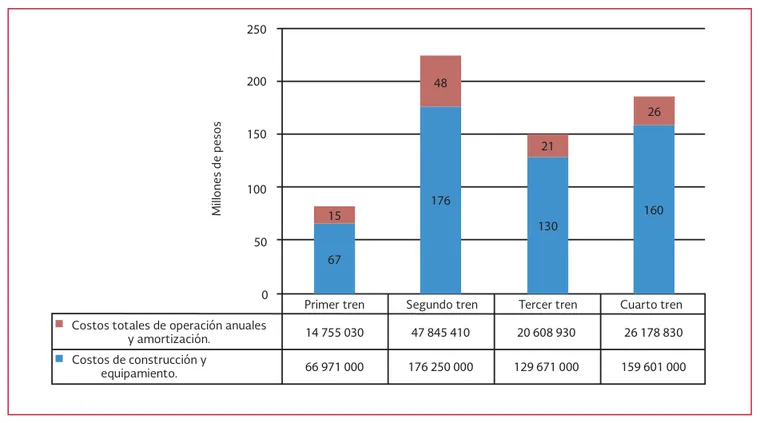 250
200
150
100
50
0
Millones de pesos
15
67
48
176
21
130
26
160
Primer tren Segundo tren Tercer tren Cuarto tren
Costos totales de operación anuales
y amortización.
14 755 030 47 845 410 20 608 930 26 178 830
Costos de construcción y
equipamiento.
66 971 000 176 250 000 129 671 000 159 601 000